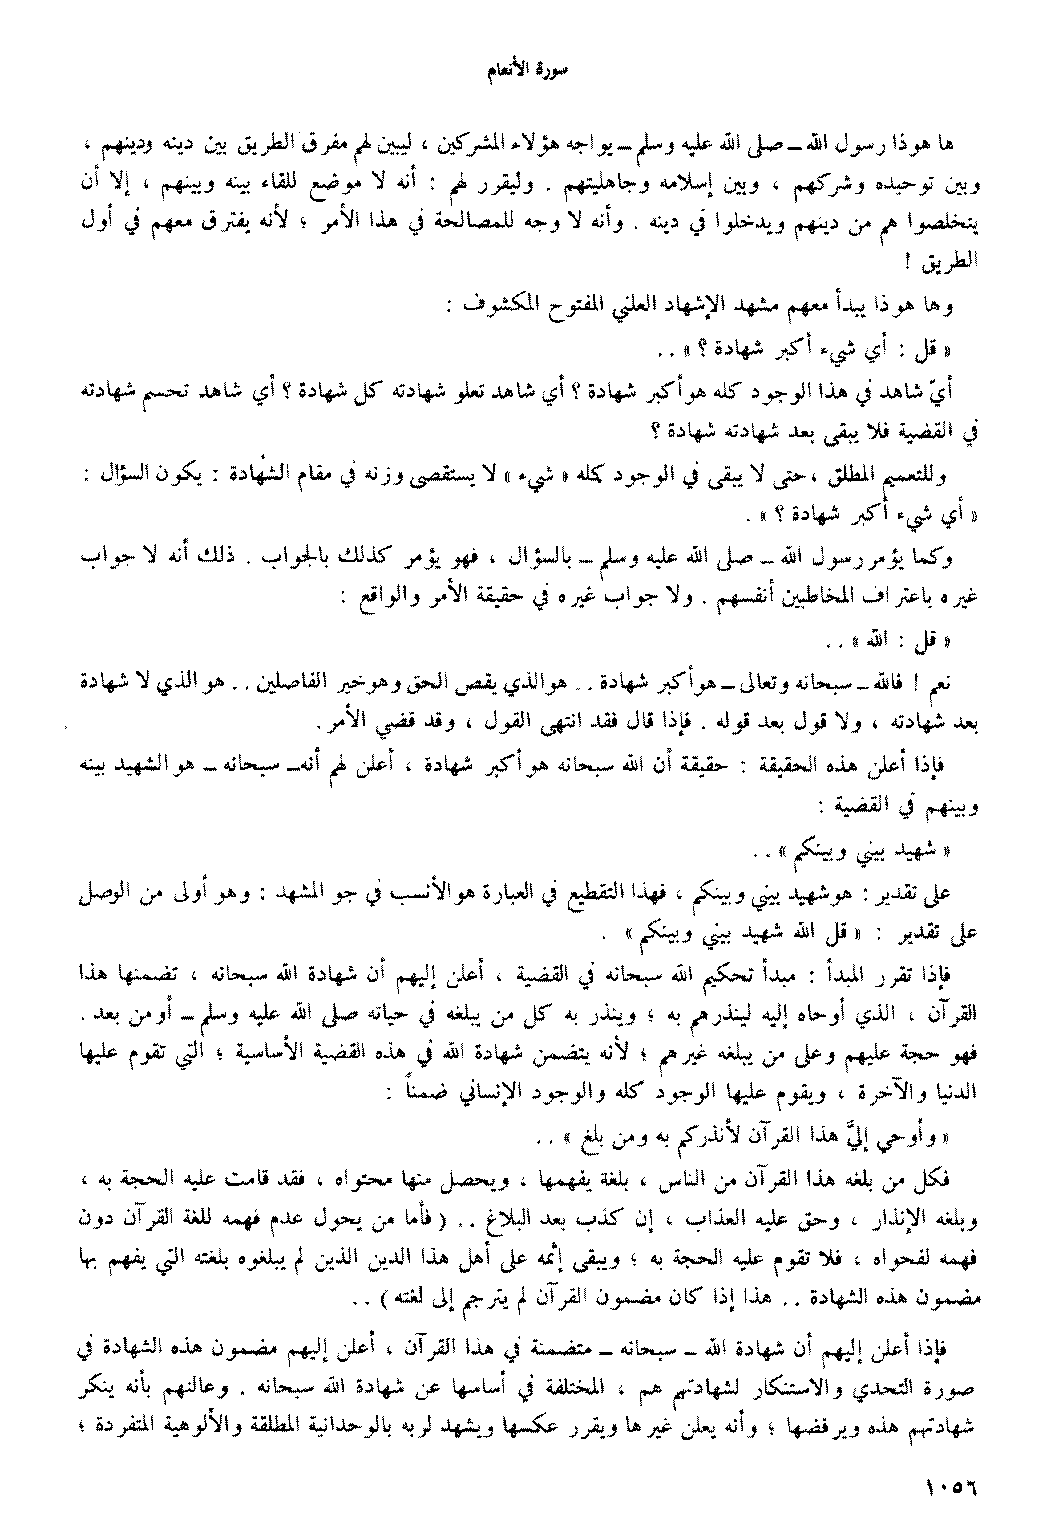 سورة الأنعام
ها هو ذا رسول الله – صلى الله عليه وسلم – يواجه هؤلاء المشركين ، ليبين لهم مفرق الطريق بين دينه ودينهم ،
وبين توحيده وشركهم ، وبين إسلامه وجاهليتهم . وليقرر لهم : أنه لا موضع للقاء بينه وبينهم ، إلا أن
يتخلصوا هم من دينهم ويدخلوا في دينه . وأنه لا وجه للمصالحة في هذا الأمر ؛ لأنه يفترق معهم في أول
الطريق !
وها هو ذا يبدأ معهم مشهد الإشهاد العلني المفتوح المكشوف :
« قل : أي شيء أكبر شهادة ؟ » . .
أيّ شاهد في هذا الوجود كله هو أكبر شهادة ؟ أي شاهد تعلو شهادته كل شهادة ؟ أي شاهد تحسم شهادته
في القضية فلا يبقى بعد شهادته شهادة ؟
وللتعميم المطلق ، حتى لا يبقى في الوجود كله « شيء » لا يستقصى وزنه في مقام الشهادة : يكون السؤال :
« أي شيء أكبر شهادة ؟ » .
وكما يؤمر رسول الله – صلى الله عليه وسلم – بالسؤال ، فهو يؤمر كذلك بالجواب . ذلك أنه لا جواب
غيره باعتراف المخاطبين أنفسهم . ولا جواب غيره في حقيقة الأمر والواقع :
« قل : الله » . .
نعم ! فالله – سبحانه وتعالى – هو أكبر شهادة . . هو الذي يقص الحق وهو خير الفاصلين . . هو الذي لا شهادة
بعد شهادته ، ولا قول بعد قوله . فإذا قال فقد انتهى القول ، وقد قضي الأمر .
فإذا أعلن هذه الحقيقة : حقيقة أن الله سبحانه هو أكبر شهادة ، أعلن لهم أنه – سبحانه – هو الشهيد بينه
وبينهم في القضية :
« شهيد بيني وبينكم » . .
على تقدير : هو شهيد بيني وبينكم ، فهذا التقطيع في العبارة هو الأنسب في جو المشهد : وهو أولى من الوصل
على تقدير : « قل الله شهيد بيني وبينكم » .
فإذا تقرر المبدأ : مبدأ تحكيم الله سبحانه في القضية ، أعلن إليهم أن شهادة الله سبحانه ، تضمنها هذا
القرآن ، الذي أوحاه إليه لينذرهم به ؛ وينذر به كل من يبلغه في حياته صلى الله عليه وسلم – أو من بعد .
فهو حجة عليهم وعلى من يبلغه غيرهم ؛ لأنه يتضمن شهادة الله في هذه القضية الأساسية ؛ التي تقوم عليها
الدنيا والآخرة ، ويقوم عليها الوجود كله والوجود الإنساني ضمناً :
« وأوحي إليَّ هذا القرآن لأنذركم به ومن بلغ » . .
فكل من بلغه هذا القرآن من الناس ، بلغة يفهمها ، ويحصل منها محتواه ، فقد قامت عليه الحجة به ،
وبلغه الإنذار ، وحق عليه العذاب ، إن كذب بعد البلاغ . . ( فأما من يحول عدم فهمه للغة القرآن دون
فهمه لفحواه ، فلا تقوم عليه الحجة به ؛ ويبقى إثمه على أهل هذا الدين الذين لم يبلغوه بلغته التي يفهم بها
مضمون هذه الشهادة . . هذا إذا كان مضمون القرآن لم يترجم إلى لغته ) . .
فإذا أعلن إليهم أن شهادة الله – سبحانه – متضمنة في هذا القرآن ، أعلن إليهم مضمون هذه الشهادة في
صورة التحدي والاستنكار لشهادتهم هم ، المختلفة في أساسها عن شهادة الله سبحانه . وعالنهم بأنه ينكر
شهادتهم هذه ويرفضها ؛ وأنه يعلن غيرها ويقرر عكسها ويشهد لربه بالوحدانية المطلقة والألوهية المتفردة ؛
١٠٥٦